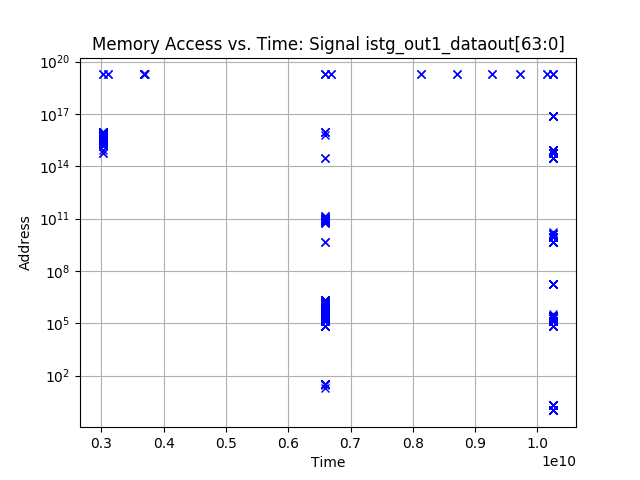 Memory Access vs. Time: Signal istg_out1_dataout[63:0]
10^20
10^17
10^14
10^11
10^8
10^5
10^2
Address
0.3 0.4 0.5 0.6 0.7 0.8 0.9 1.0
1e10
Time